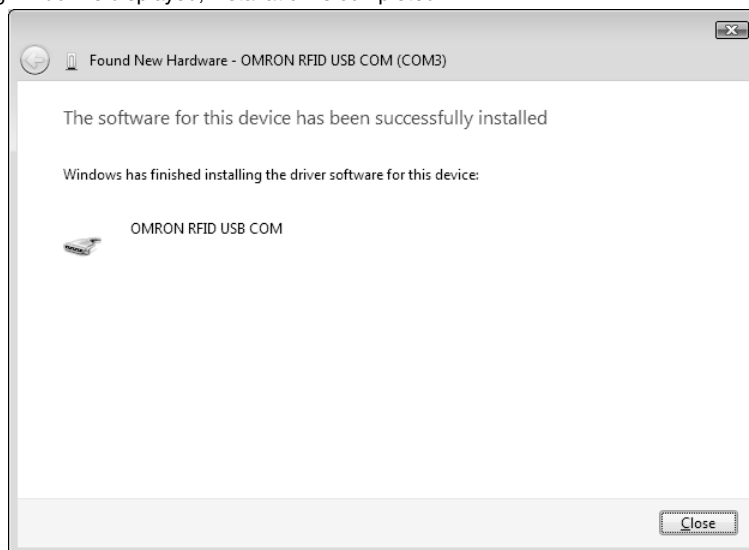 displayed,
Found New Hardware - OMRON RFID USB COM (COM3)
The software for this device has been successfully installed
Windows has finished installing the driver software for this device:
OMRON RFID USB COM
Close